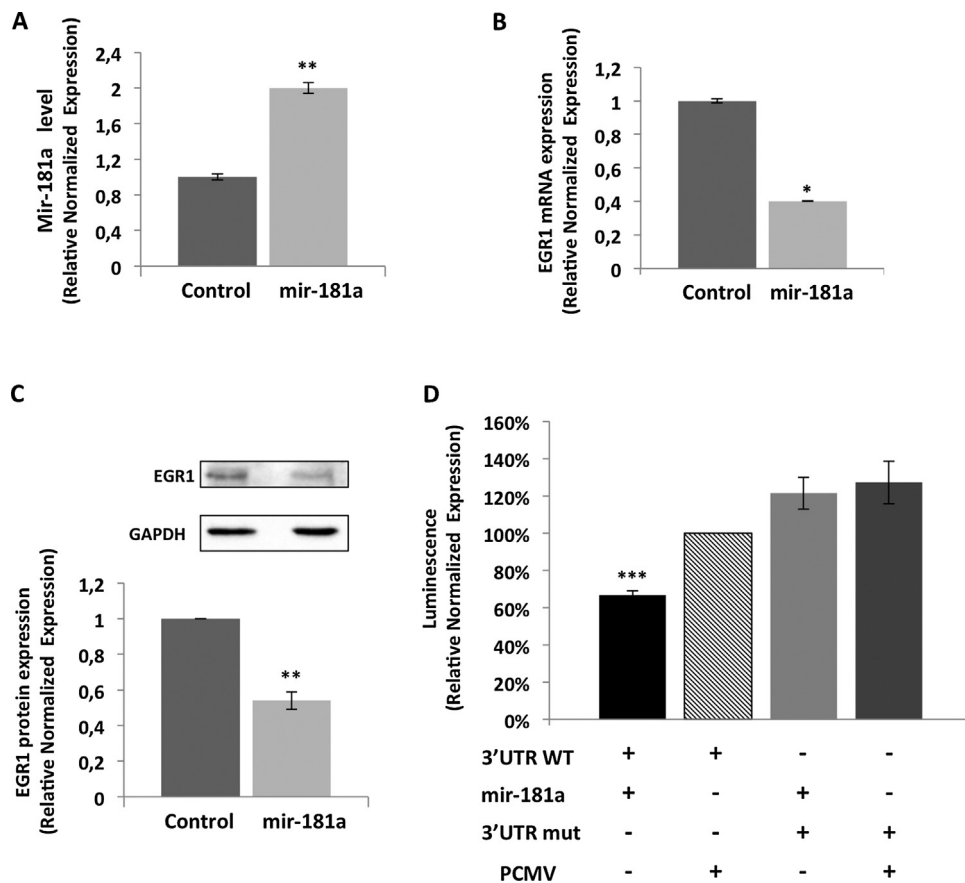 A
Mir-181a level
(Relative Normalized Expression)
2,4
2
1,6
1,2
0,8
0,4
0
**
Control mir-181a
B
EGR1 mRNA expression
(Relative Normalized Expression)
1,2
1
0,8
0,6
0,4
0,2
0
*
Control mir-181a
C
EGR1
GAPDH
EGR1 protein expression
(Relative Normalized Expression)
1,2
1
0,8
0,6
0,4
0,2
0
**
Control mir-181a
D
Luminescence
(Relative Normalized Expression)
160%
140%
120%
100%
80%
60%
40%
20%
0%
***
3'UTR WT + + - -
mir-181a + - + -
3'UTR mut - - + +
PCMV - + - +